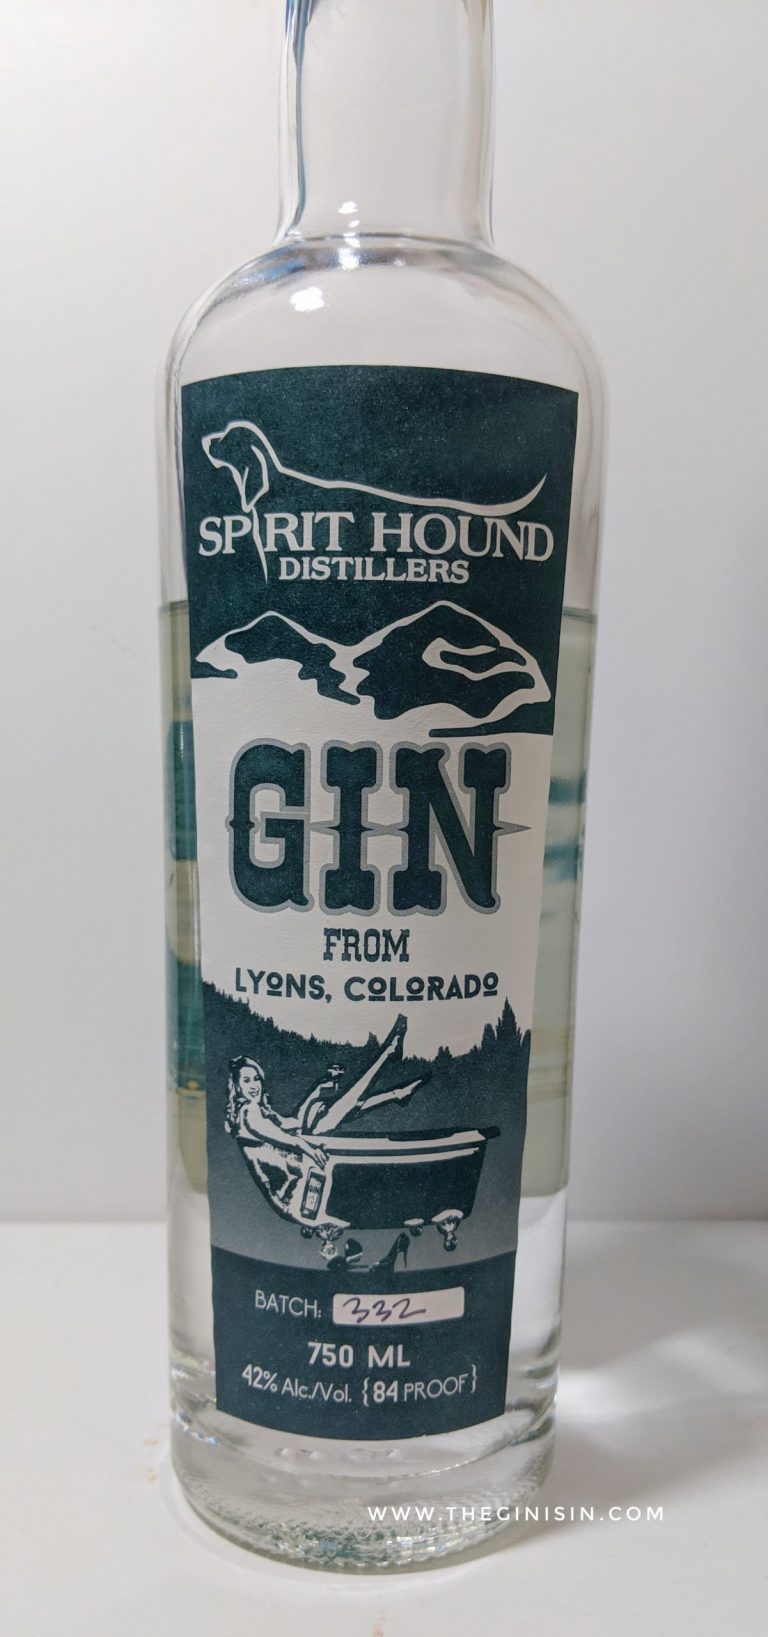 SPIRIT HOUND
DISTILLERS
GIN
FROM
LYONS, COLORADO
GIN
BATCH: 332
750 ML
42% Alc./Vol. {84 PROOF}
WWW.THEGINISIN.COM